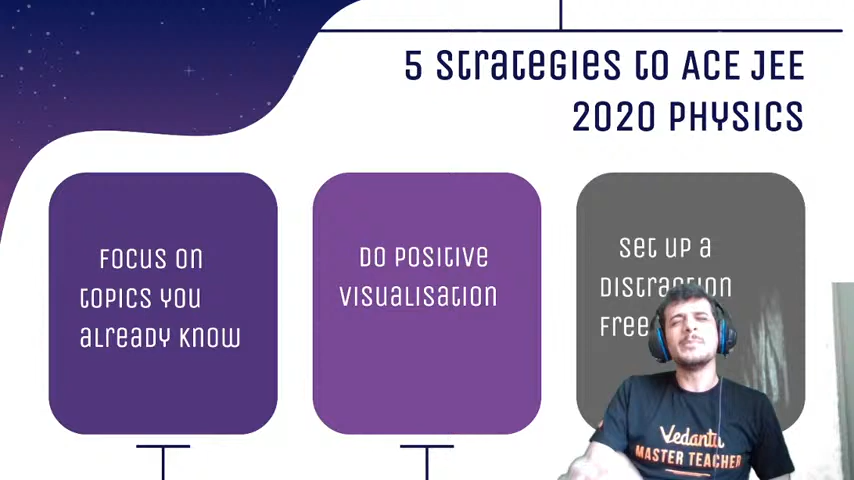 5 Strategies to ACE JEE
2020 PHYSICS
Focus on
topics you
already know
Do positive
visualisation
Set up a
distraction
free
Vedantu
MASTER TEACHER